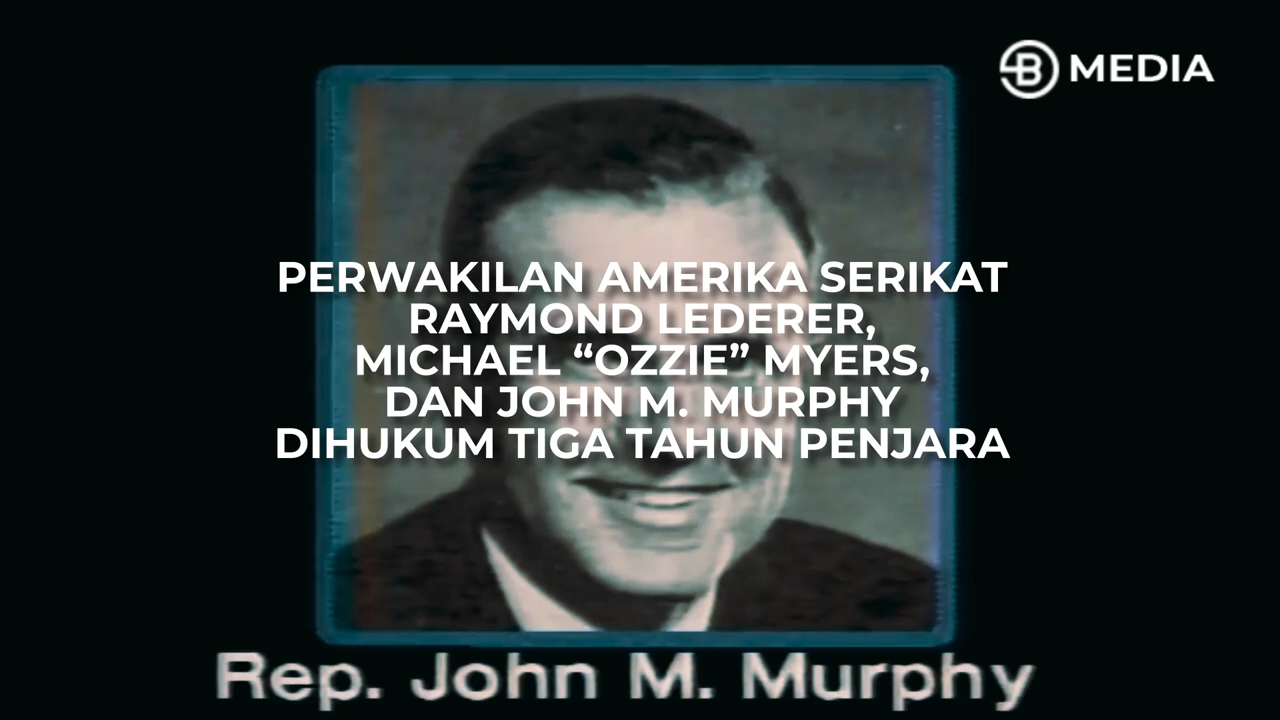 B MEDIA
PERWAKILAN AMERIKA SERIKAT
RAYMOND LEDERER,
MICHAEL “OZZIE” MYERS,
DAN JOHN M. MURPHY
DIHUKUM TIGA TAHUN PENJARA
Rep. John M. Murphy